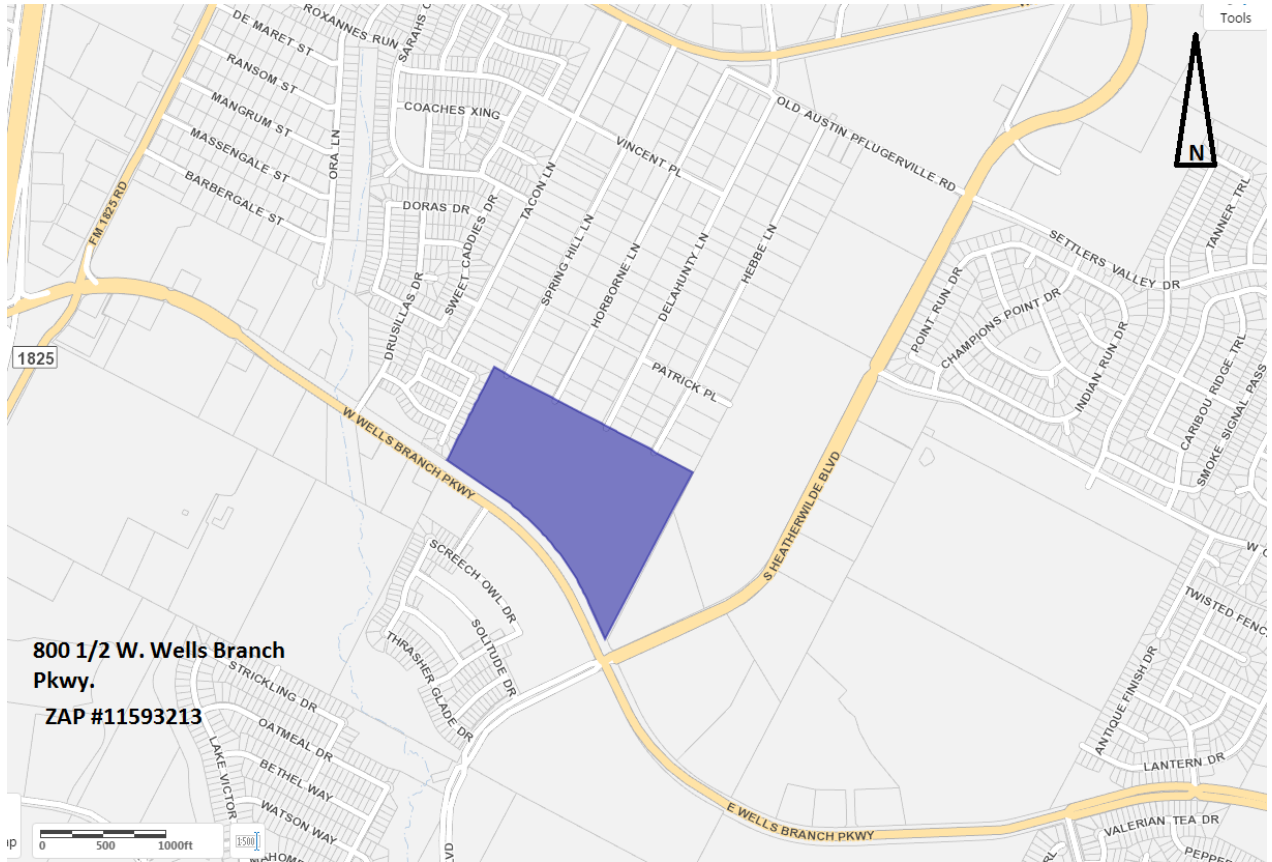 Tools
N
ROXANNES RUN
DE MARET ST
RANSOM ST
MANGRUM ST
MASSENGALE ST
BARBERGALE ST
ORA LN
FM 1825 RD
1825
COACHES XING
DORAS DR
TACON LN
SWEET CADDIES DR
DRUSILLAS DR
VINCENT PL
SPRING HILL LN
HORBORNE LN
DELAHUNTY LN
HEBBE LN
PATRICK PL
OLD AUSTIN PFLUGERVILLE RD
SETTLERS VALLEY DR
TANNER TRL
POINT RUN DR
CHAMPIONS POINT DR
INDIAN RUN DR
CARIBOU RIDGE TRL
SMOKE SIGNAL PASS
S HEATHERWILDE BLVD
W WELLS BRANCH PKWY
SCREECH OWL DR
SOLITUDE DR
THRASHER GLADE DR
TWISTED FENC
ANTIQUE FINISH DR
LANTERN DR
E WELLS BRANCH PKWY
VALERIAN TEA DR
PEPPER
TRL
800 1/2 W. Wells Branch
Pkwy.
ZAP #11593213
STRICKLING DR
OATMEAL DR
BETHEL WAY
WATSON WAY
LAKE VICTOR
0 500 1000ft